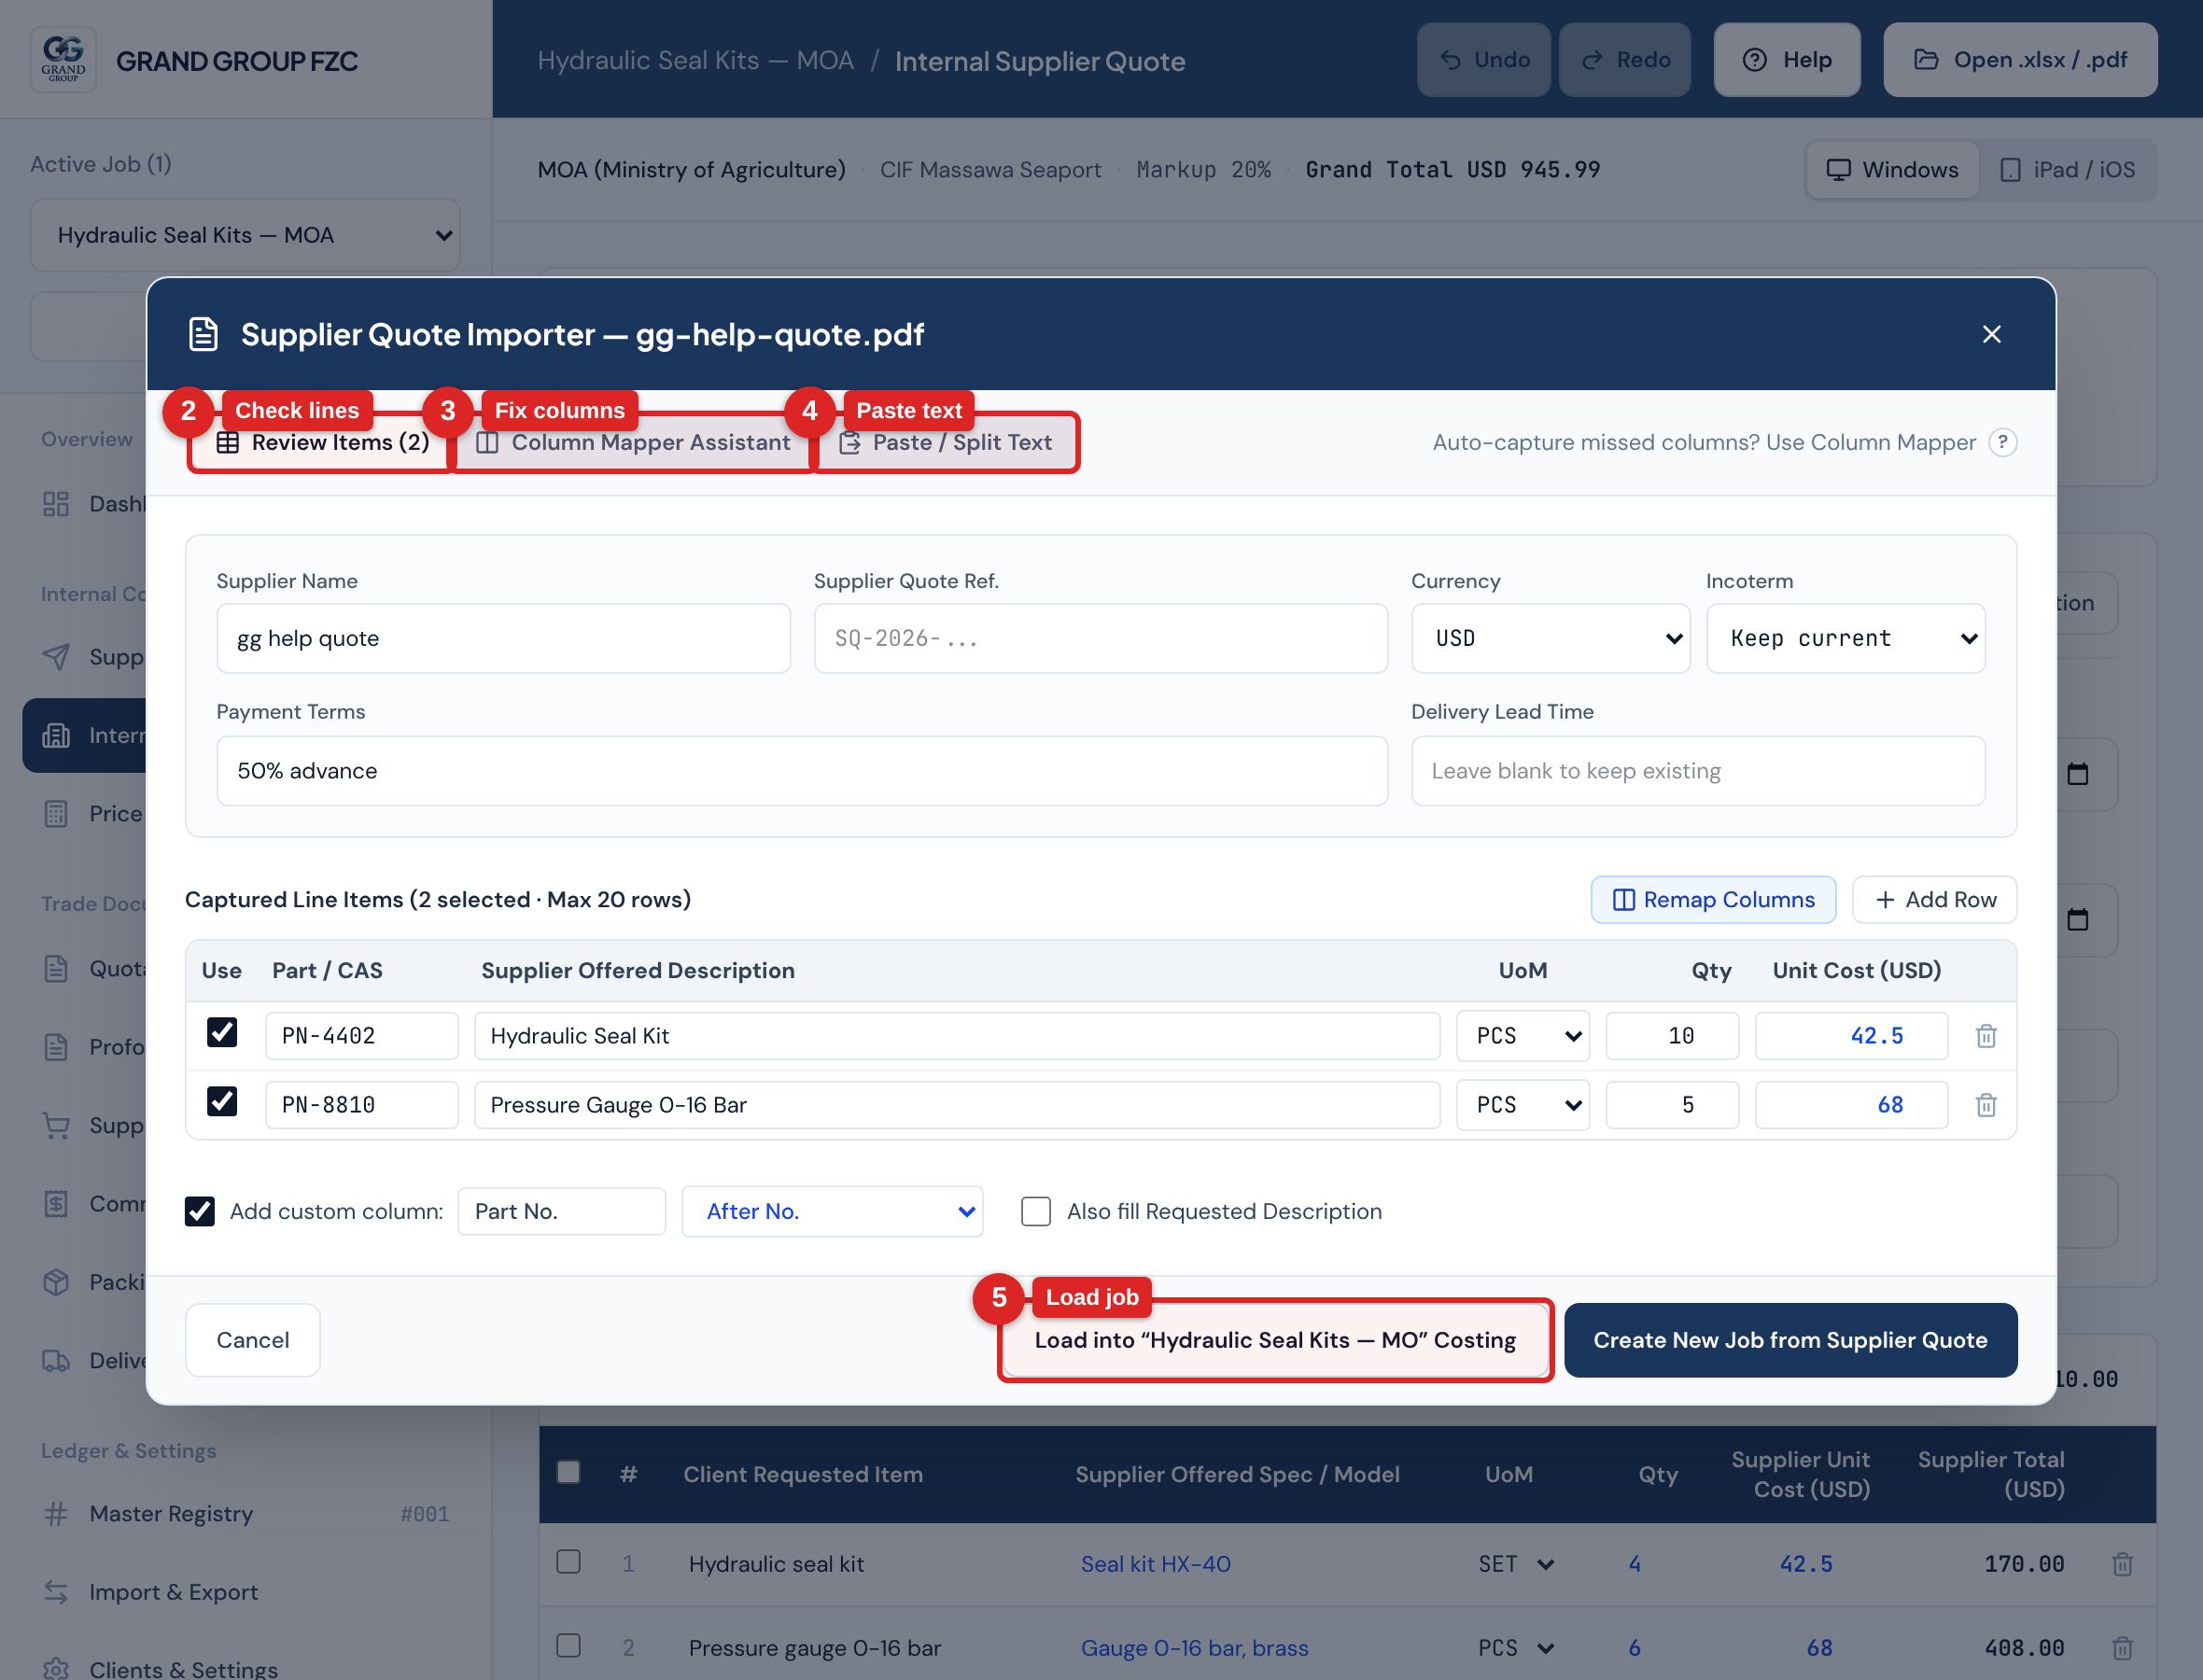 GG GRAND GROUP
GRAND GROUP FZC
Hydraulic Seal Kits — MOA / Internal Supplier Quote
Undo
Redo
Help
Open .xlsx / .pdf
Active Job (1)
Hydraulic Seal Kits — MOA
MOA (Ministry of Agriculture) · CIF Massawa Seaport · Markup 20% · Grand Total USD 945.99
Windows
iPad / iOS
Supplier Quote Importer — gg-help-quote.pdf
2 Check lines
3 Fix columns
4 Paste text
Review Items (2)
Column Mapper Assistant
Paste / Split Text
Auto-capture missed columns? Use Column Mapper ?
Overview
Dash
Internal Co
Supp
Inter
Price
Trade Docu
Quota
Profo
Supp
Com
Packi
Delive
Ledger & Settings
Master Registry #001
Import & Export
Clients & Settings
Supplier Name
Supplier Quote Ref.
Currency
Incoterm
gg help quote
SQ-2026-...
USD
Keep current
tion
Payment Terms
Delivery Lead Time
50% advance
Leave blank to keep existing
Captured Line Items (2 selected · Max 20 rows)
Remap Columns
+ Add Row
Use Part / CAS Supplier Offered Description UoM Qty Unit Cost (USD)
PN-4402 Hydraulic Seal Kit PCS 10 42.5
PN-8810 Pressure Gauge 0-16 Bar PCS 5 68
Add custom column: Part No. After No. Also fill Requested Description
5 Load job
Cancel
Load into “Hydraulic Seal Kits — MO” Costing
Create New Job from Supplier Quote
10.00
# Client Requested Item Supplier Offered Spec / Model UoM Qty Supplier Unit Cost (USD) Supplier Total (USD)
1 Hydraulic seal kit Seal kit HX-40 SET 4 42.5 170.00
2 Pressure gauge 0-16 bar Gauge 0-16 bar, brass PCS 6 68 408.00